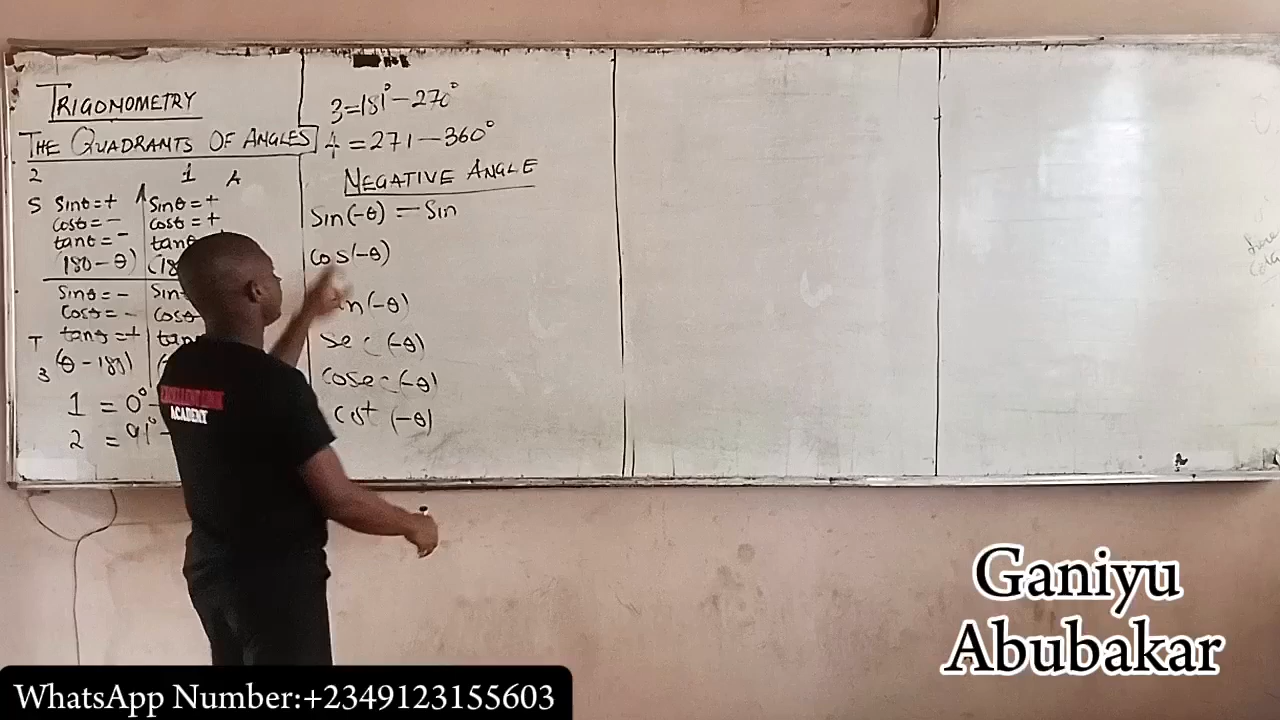 TRIGONOMETRY
THE QUADRANTS OF ANGLES
2 1 A
S sinθ=+ sinθ=+
cosθ=- cosθ=+
tanθ=- tanθ
(180-θ)
sinθ=- sin
cosθ=- cosθ
T tanθ=+ tan
3 (θ-180)
1 = 0°
2 = 91°
3=181°-270°
4=271-360°
NEGATIVE ANGLE
sin(-θ) = sin
cos(-θ)
n(-θ)
sec(-θ)
cosec(-θ)
cot(-θ)
ACADEMY
Ganiyu
Abubakar
WhatsApp Number:+2349123155603